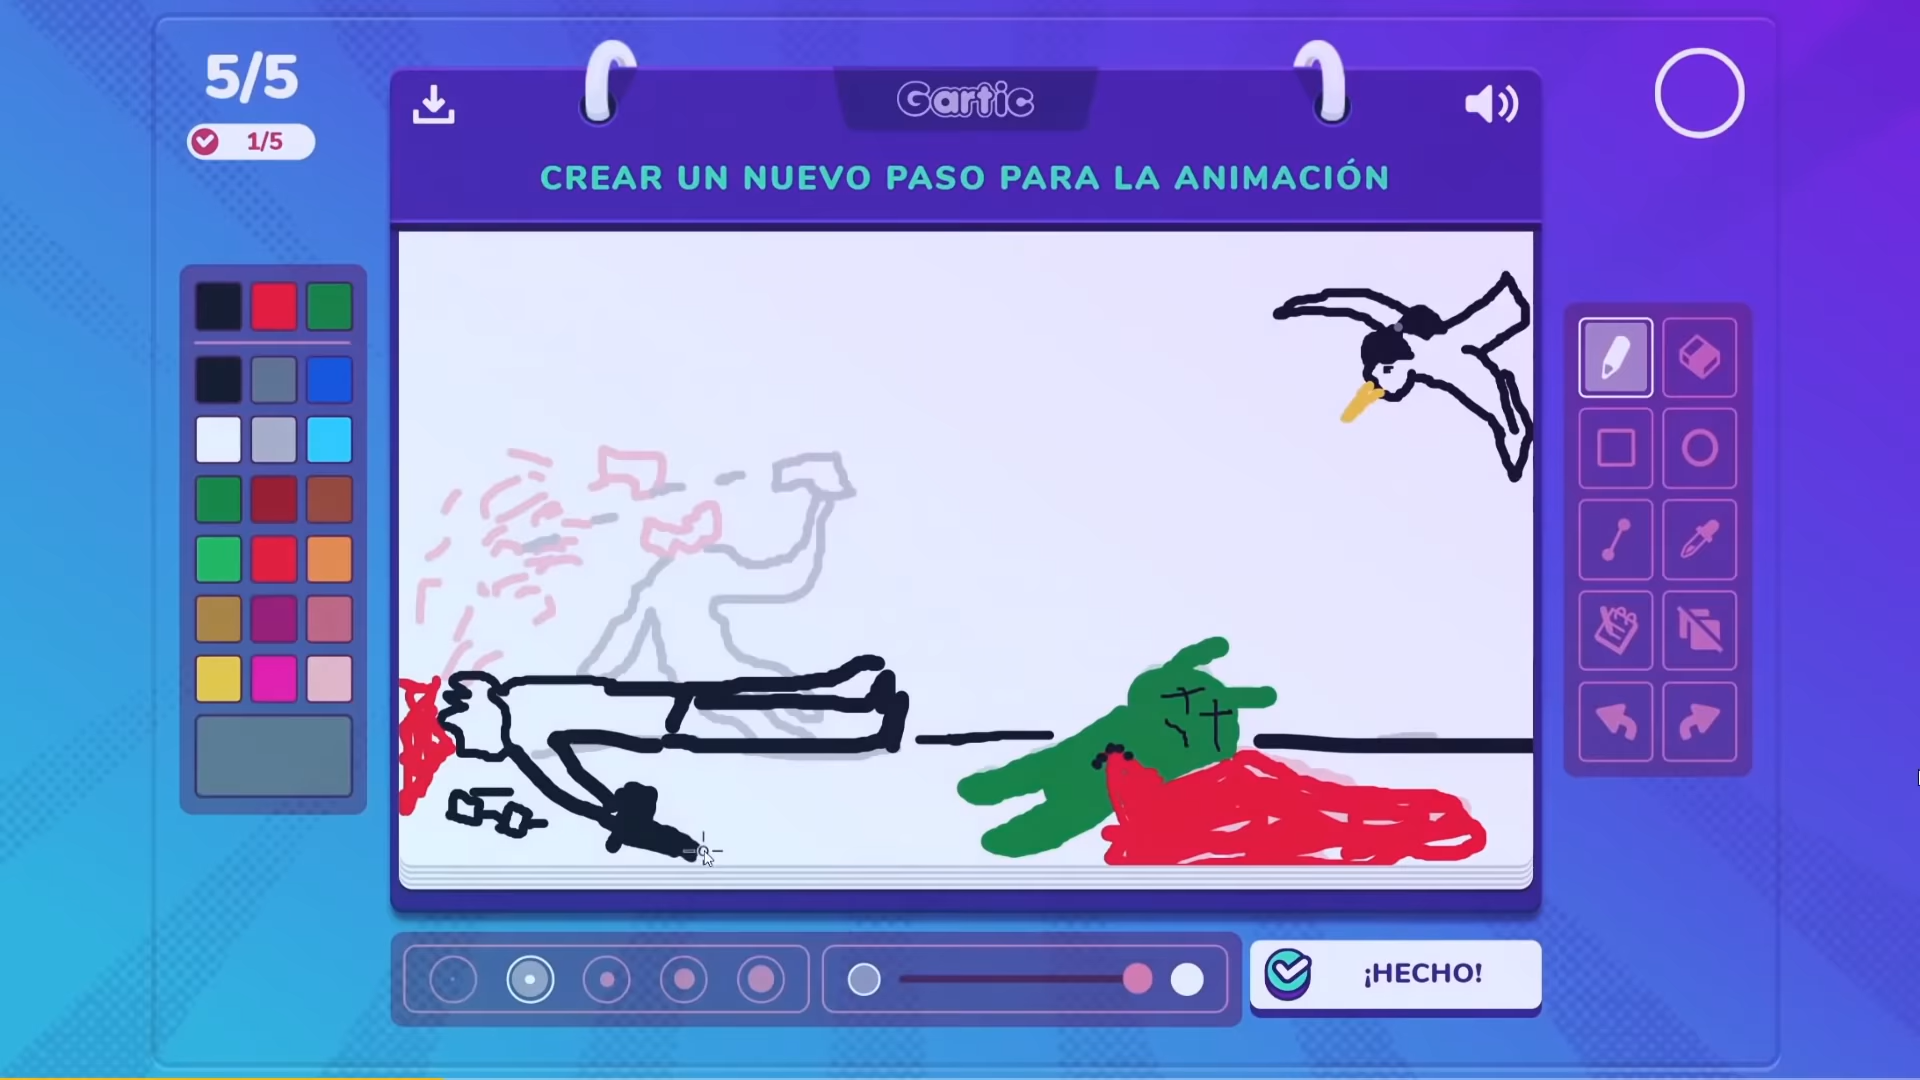 5/5
1/5
Gartic
CREAR UN NUEVO PASO PARA LA ANIMACIÓN
¡HECHO!